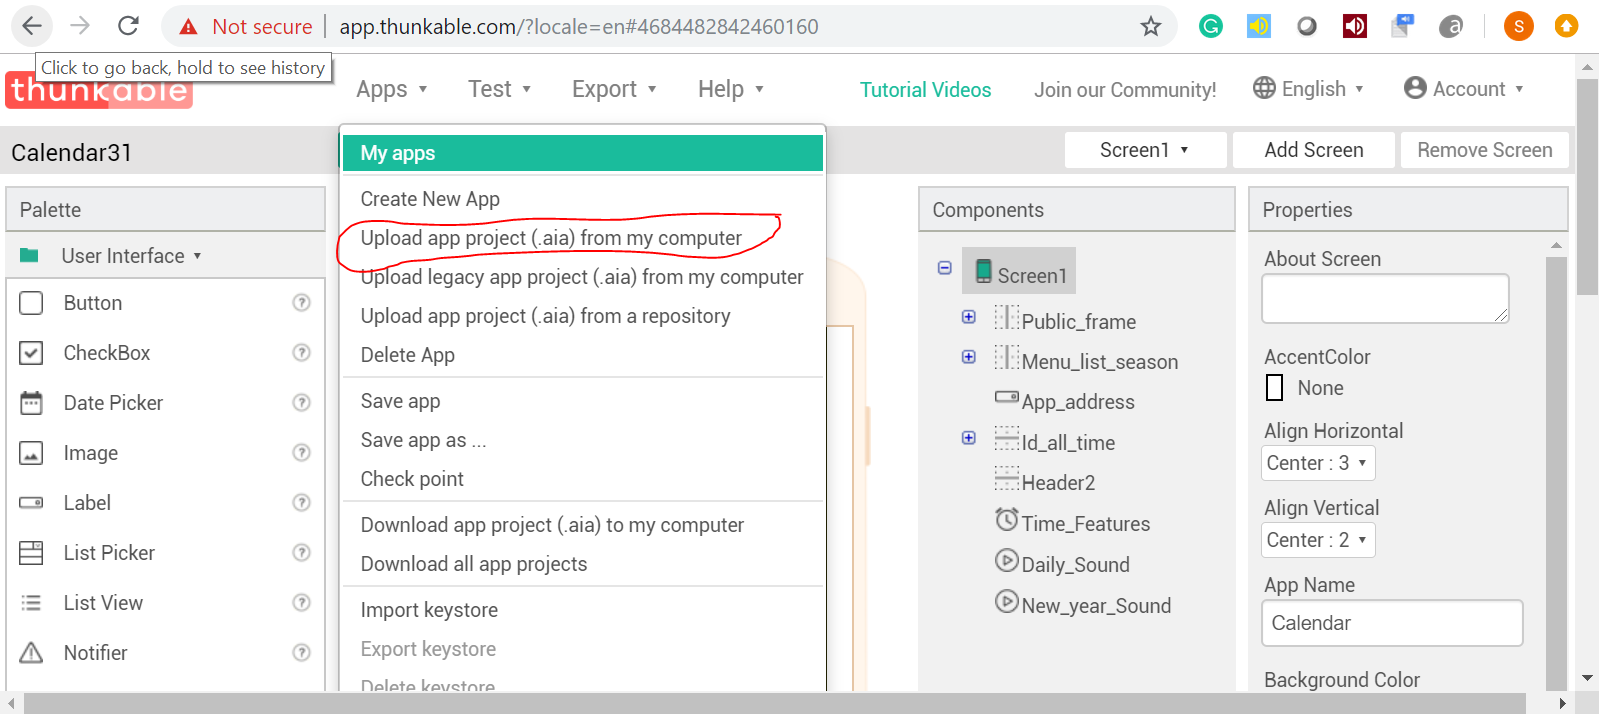 Not secure | app.thunkable.com/?locale=en#4684482842460160
S
a
Click to go back, hold to see history
thunkable
Apps ▾ Test ▾ Export ▾ Help ▾ Tutorial Videos Join our Community! English ▾ Account ▾
Calendar31
Screen1 ▾ Add Screen Remove Screen
My apps
Create New App
Upload app project (.aia) from my computer
Upload legacy app project (.aia) from my computer
Upload app project (.aia) from a repository
Delete App
Save app
Save app as ...
Check point
Download app project (.aia) to my computer
Download all app projects
Import keystore
Export keystore
Delete keystore
Palette
User Interface ▾
Button ?
CheckBox ?
Date Picker ?
Image ?
Label ?
List Picker ?
List View ?
Notifier ?
Components
Screen1
Public_frame
Menu_list_season
App_address
Id_all_time
Header2
Time_Features
Daily_Sound
New_year_Sound
Properties
About Screen
AccentColor
None
Align Horizontal
Center : 3 ▾
Align Vertical
Center : 2 ▾
App Name
Calendar
Background Color